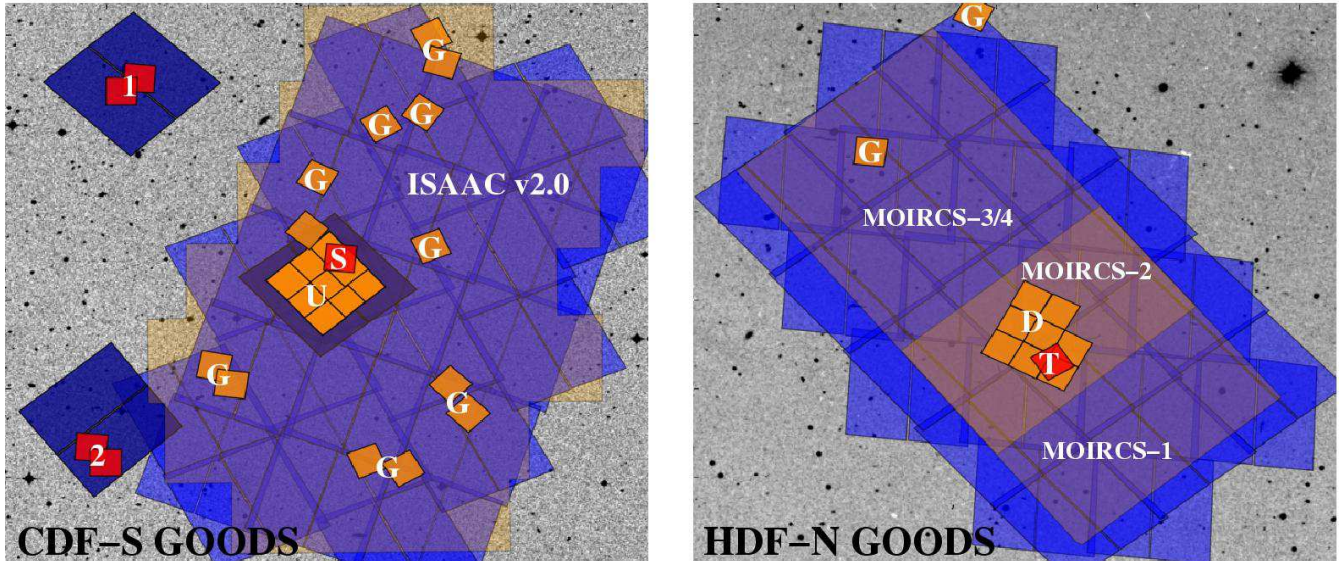 1
G
G
G
G
ISAAC v2.0
G
S
U
G
G
2
G
CDF-S GOODS
G
G
MOIRCS-3/4
MOIRCS-2
D
T
MOIRCS-1
HDF-N GOODS